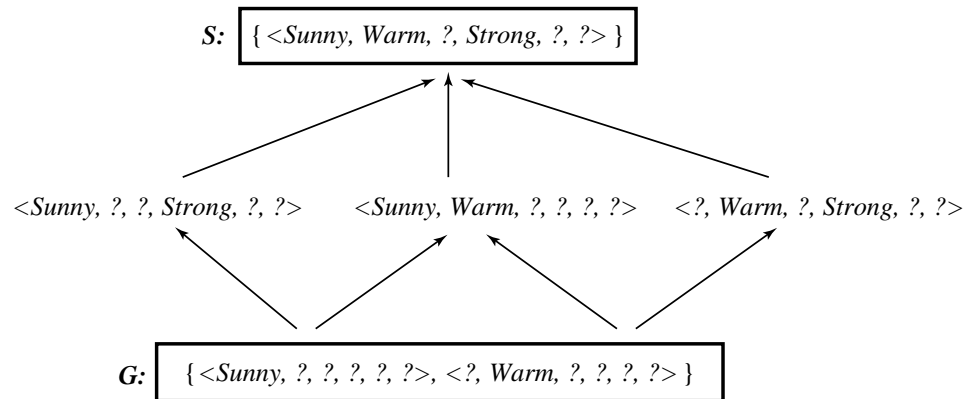 S: { <Sunny, Warm, ?, Strong, ?, ?> }
<Sunny, ?, ?, Strong, ?, ?> <Sunny, Warm, ?, ?, ?, ?> <?, Warm, ?, Strong, ?, ?>
G: { <Sunny, ?, ?, ?, ?, ?>, <?, Warm, ?, ?, ?, ?> }